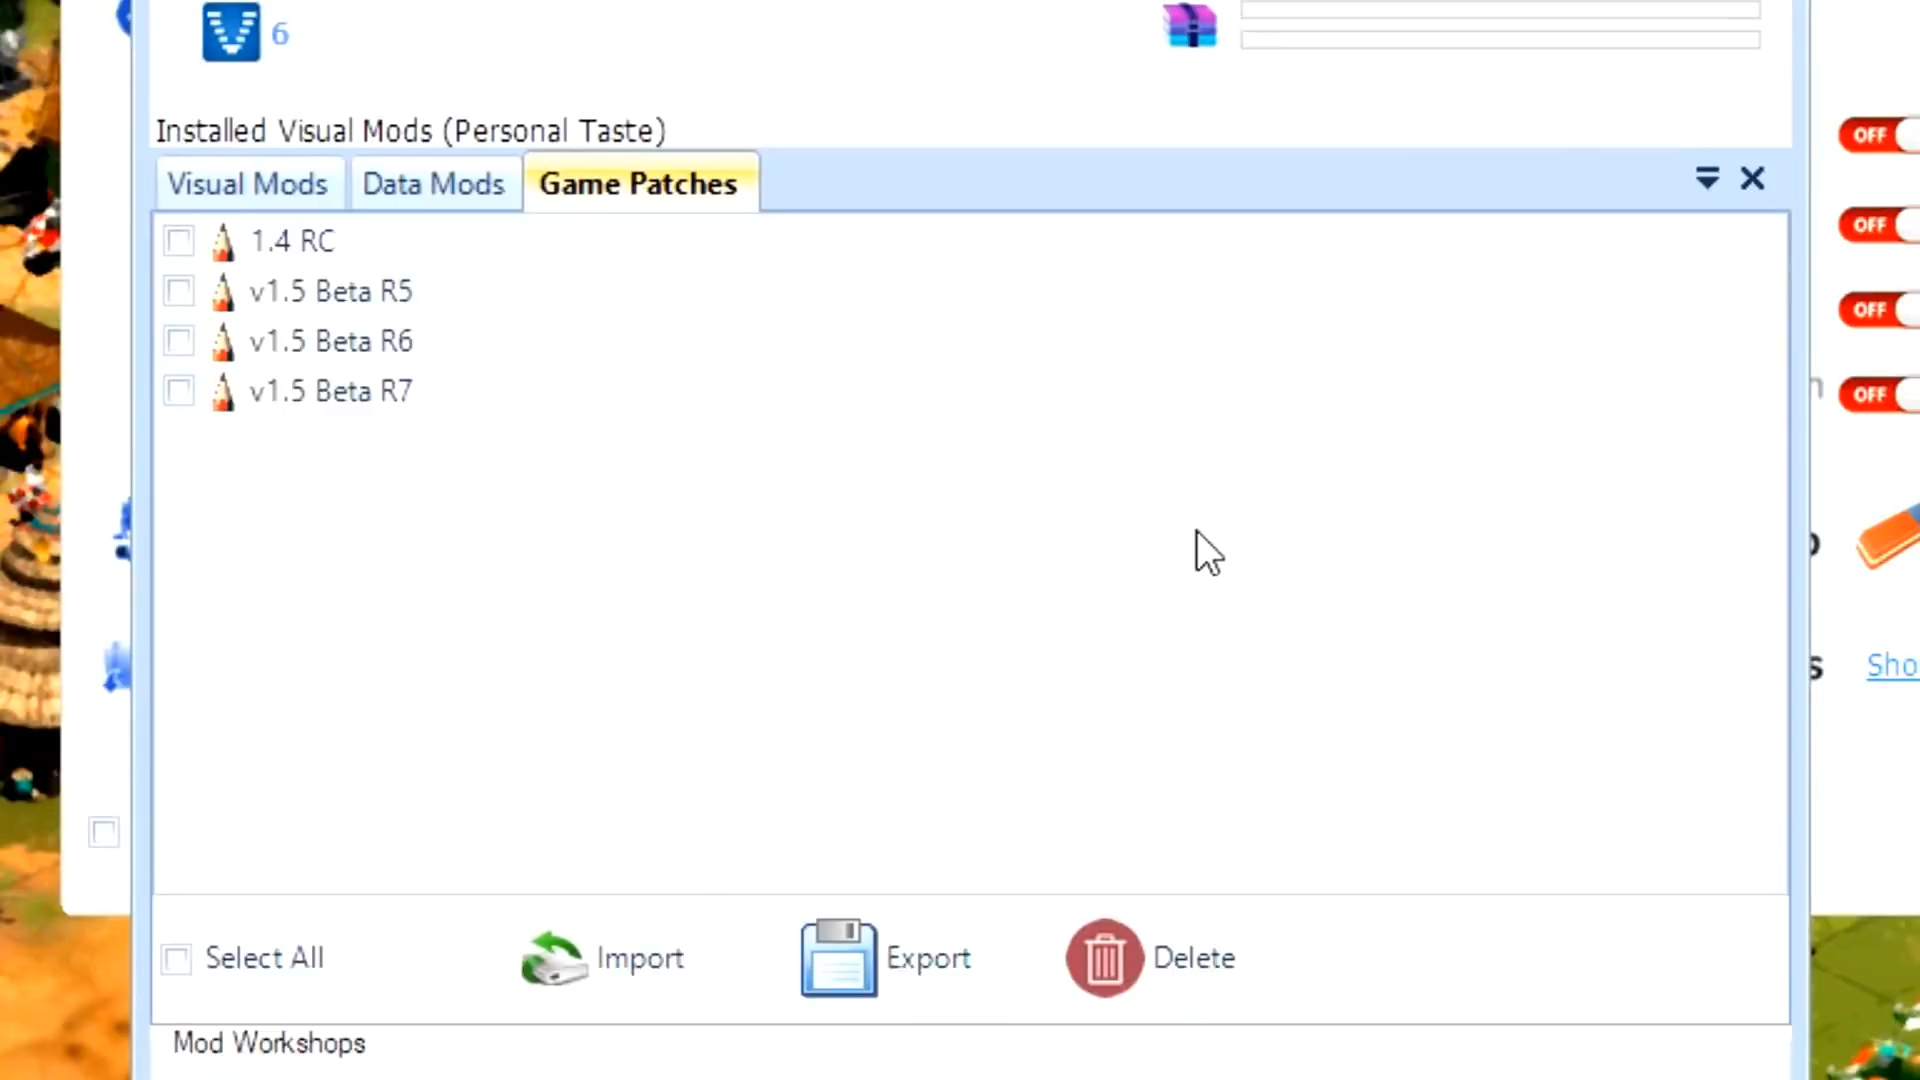 6
Installed Visual Mods (Personal Taste)
Visual Mods
Data Mods
Game Patches
1.4 RC
v1.5 Beta R5
v1.5 Beta R6
v1.5 Beta R7
Select All
Import
Export
Delete
Mod Workshops
OFF
OFF
OFF
OFF
Sho